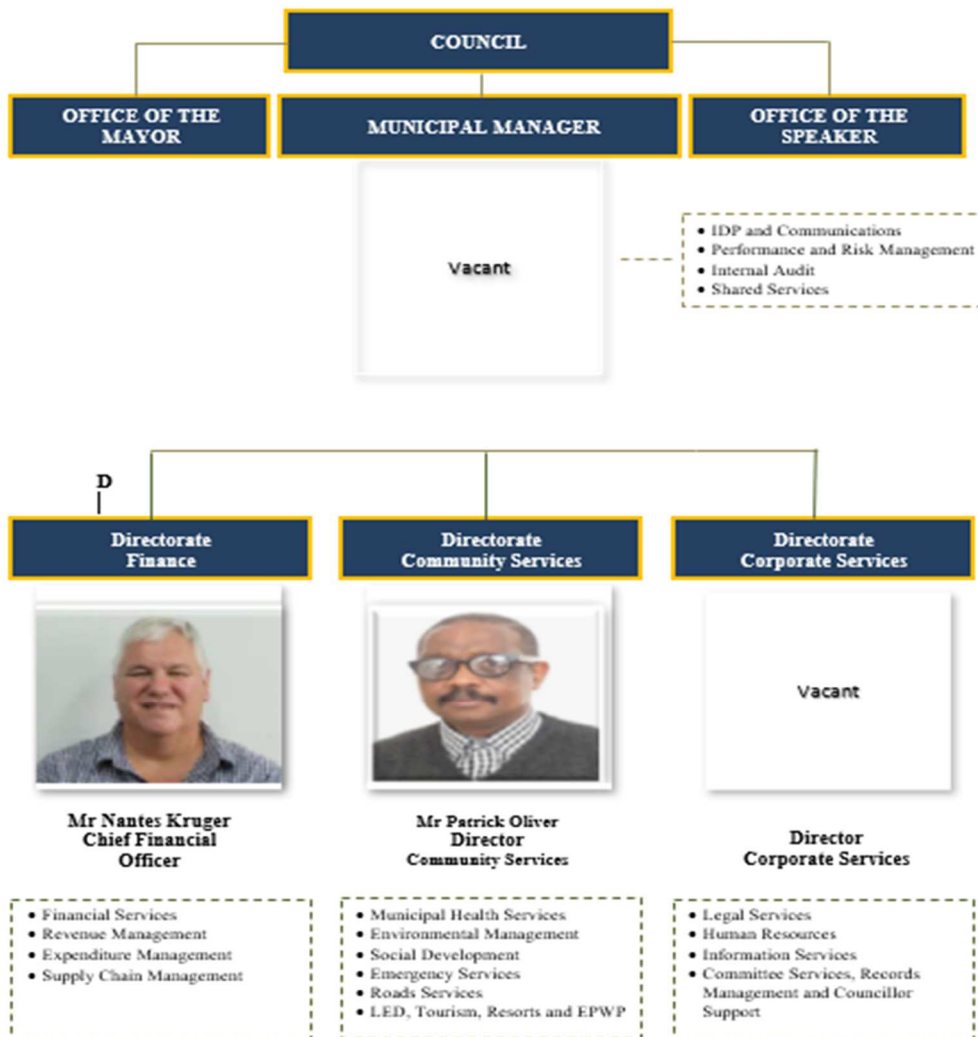 COUNCIL
OFFICE OF THE
MAYOR
MUNICIPAL MANAGER
OFFICE OF THE
SPEAKER
Vacant
• IDP and Communications
• Performance and Risk Management
• Internal Audit
• Shared Services
D
Directorate
Finance
Directorate
Community Services
Directorate
Corporate Services
Vacant
Mr Nantes Kruger
Chief Financial
Officer
Mr Patrick Oliver
Director
Community Services
Director
Corporate Services
• Financial Services
• Revenue Management
• Expenditure Management
• Supply Chain Management
• Municipal Health Services
• Environmental Management
• Social Development
• Emergency Services
• Roads Services
• LED, Tourism, Resorts and EPWP
• Legal Services
• Human Resources
• Information Services
• Committee Services, Records
Management and Councillor
Support